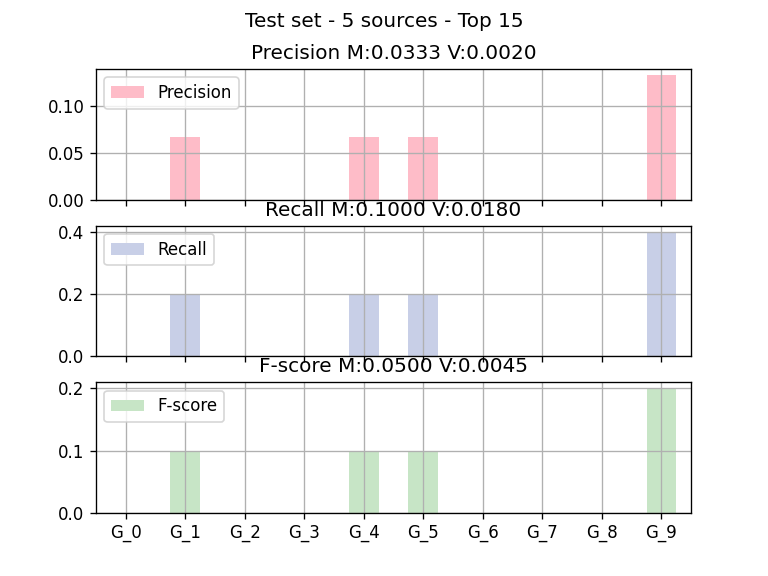 Test set - 5 sources - Top 15
Precision M:0.0333 V:0.0020
Precision
0.10
0.05
0.00
Recall M:0.1000 V:0.0180
Recall
0.4
0.2
0.0
F-score M:0.0500 V:0.0045
F-score
0.2
0.1
0.0
G_0 G_1 G_2 G_3 G_4 G_5 G_6 G_7 G_8 G_9